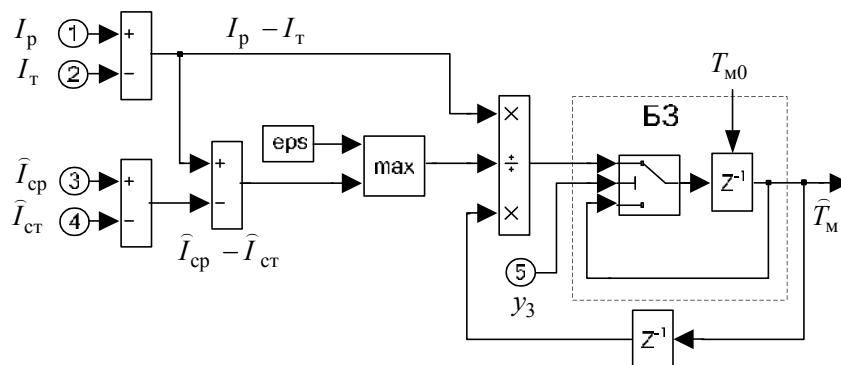 I_р 1 + I_р − I_т
I_т 2 −
T_м0
БЗ
×
eps
max
÷
Î_ср 3 + + −
Î_ст 4 −
×
Z⁻¹
T̂_м
Î_ср − Î_ст
5
y_3
Z⁻¹